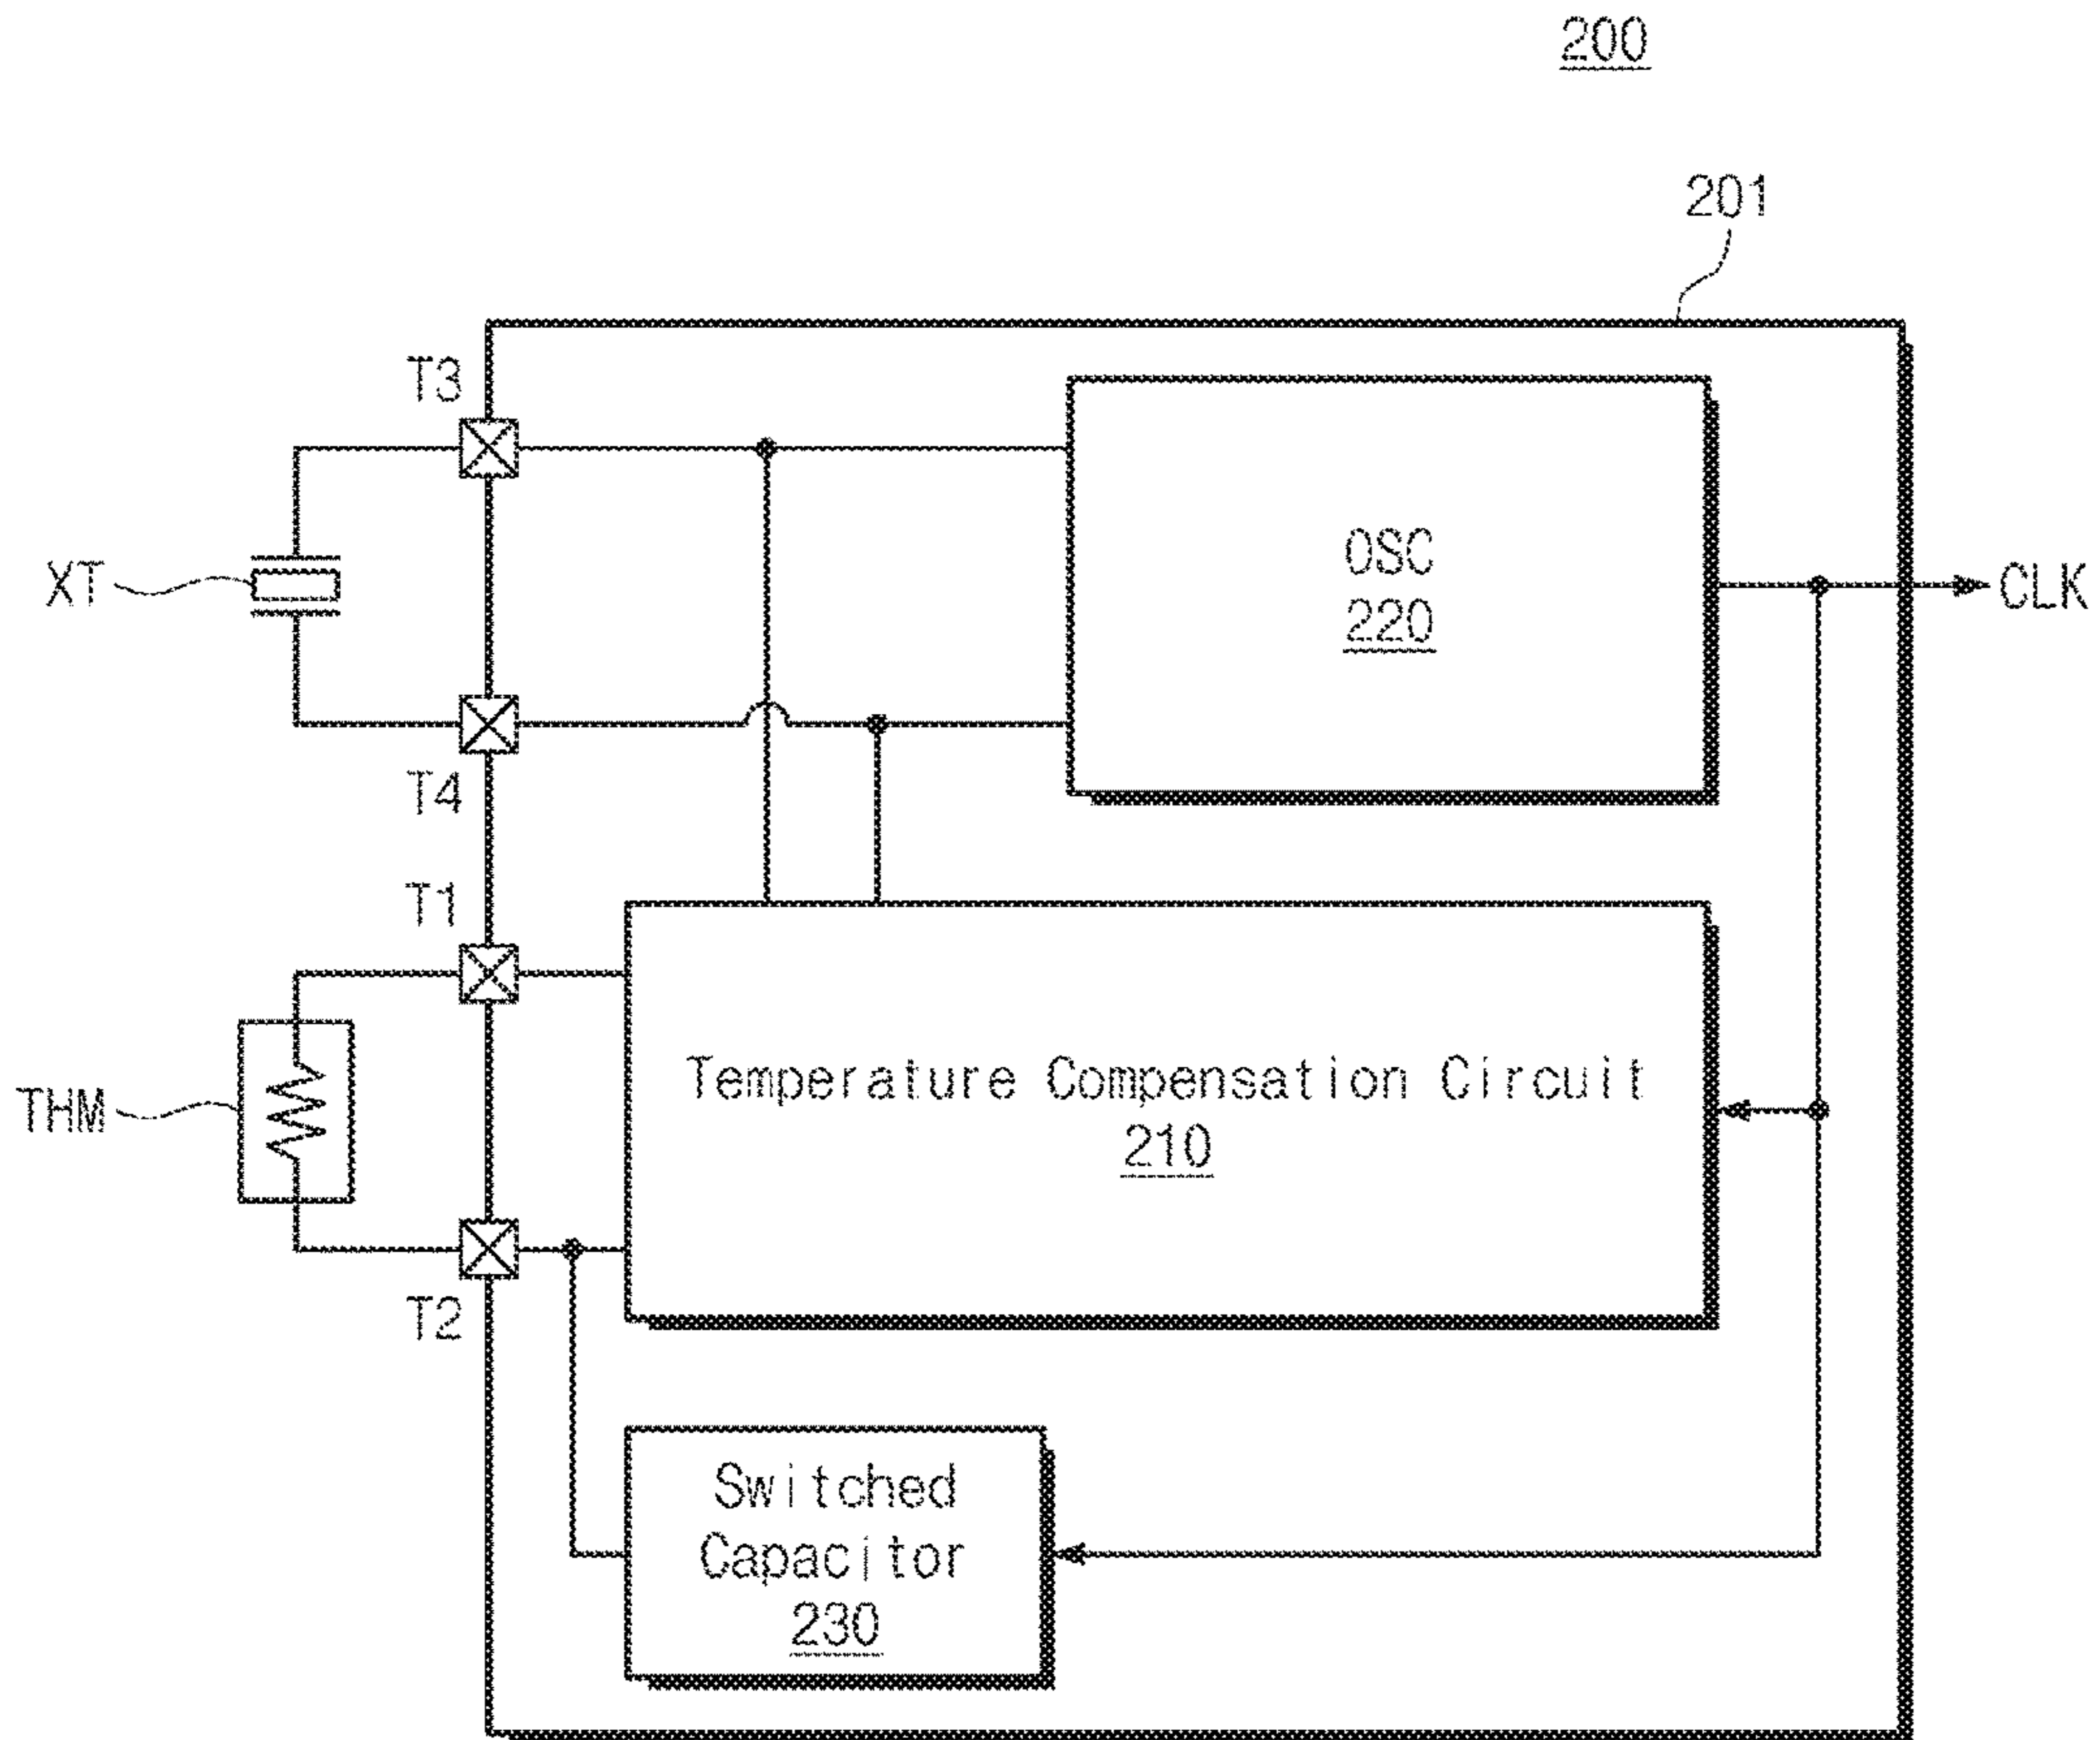 200
201
T3
OSC
220
XT
CLK
T4
T1
Temperature Compensation Circuit
210
THM
T2
Switched
Capacitor
230